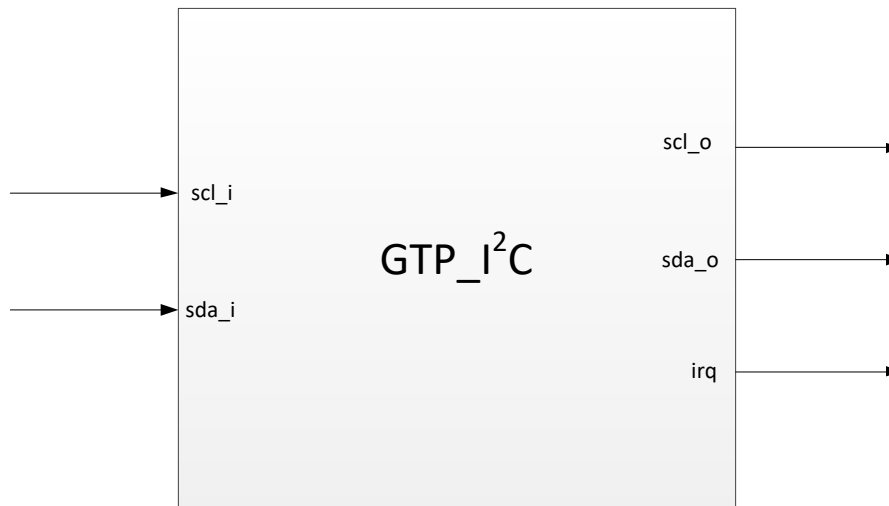 scl_o
scl_i
GTP_I²C
sda_o
sda_i
irq